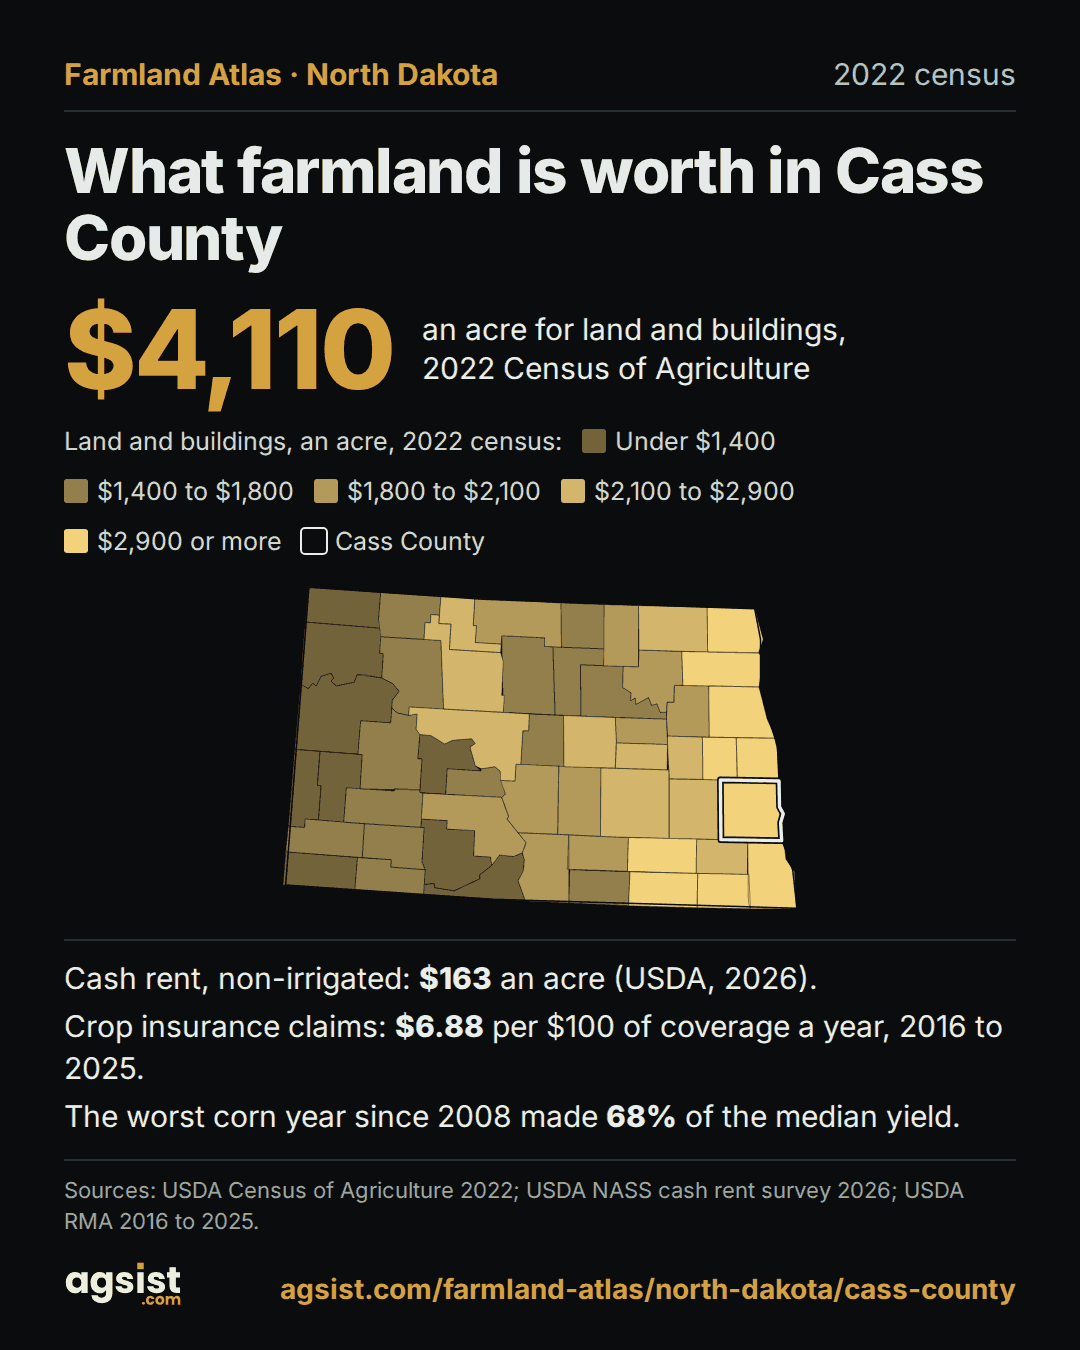 Farmland Atlas · North Dakota
2022 census
What farmland is worth in Cass
County
$4,110
an acre for land and buildings,
2022 Census of Agriculture
Land and buildings, an acre, 2022 census: Under $1,400
$1,400 to $1,800 $1,800 to $2,100 $2,100 to $2,900
$2,900 or more Cass County
Cash rent, non-irrigated: $163 an acre (USDA, 2026).
Crop insurance claims: $6.88 per $100 of coverage a year, 2016 to
2025.
The worst corn year since 2008 made 68% of the median yield.
Sources: USDA Census of Agriculture 2022; USDA NASS cash rent survey 2026; USDA
RMA 2016 to 2025.
agsist
.com
agsist.com/farmland-atlas/north-dakota/cass-county